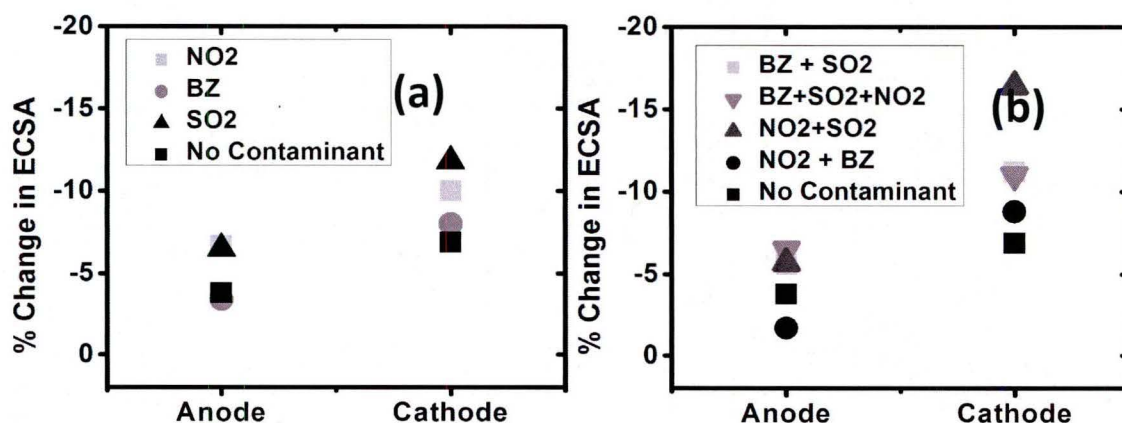 -20
-15
-10
-5
0
% Change in ECSA
NO2
BZ
SO2
No Contaminant
(a)
Anode
Cathode
-20
-15
-10
-5
0
% Change in ECSA
BZ + SO2
BZ+SO2+NO2
NO2+SO2
NO2 + BZ
No Contaminant
(b)
Anode
Cathode